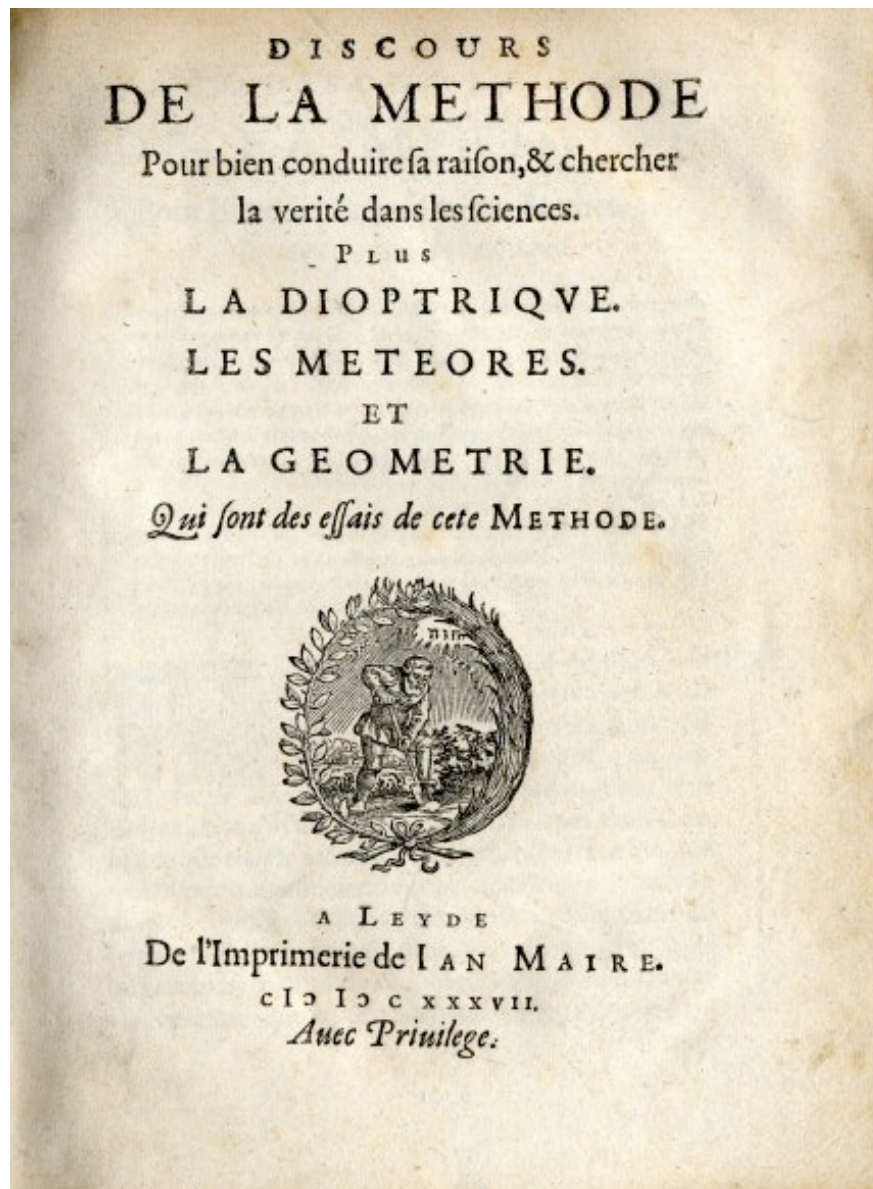 DISCOURS
DE LA METHODE
Pour bien conduire ſa raiſon, & chercher
la verité dans les ſciences.
PLUS
LA DIOPTRIQVE.
LES METEORES.
ET
LA GEOMETRIE.
Qui ſont des eſſais de cete METHODE.
A LEYDE
De l'Imprimerie de IAN MAIRE.
cIↄ Iↄ c xxxvii.
Auec Priuilege.